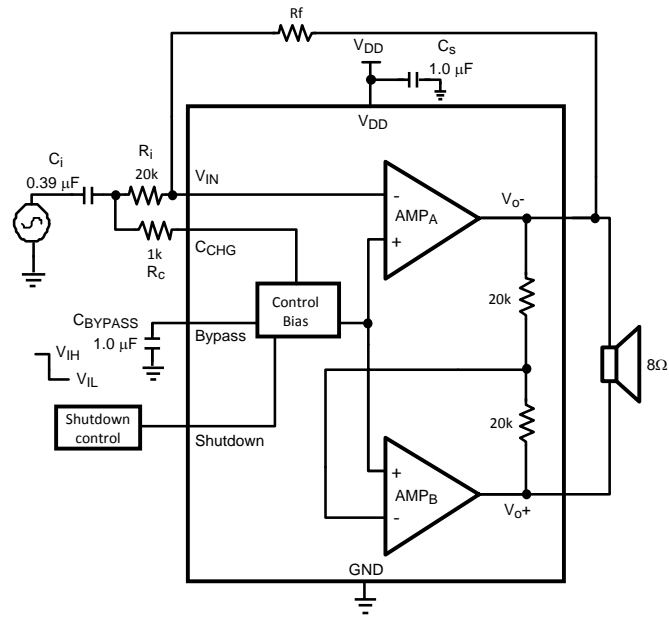 Rf
VDD
Cs
1.0 µF
VDD
Ci
0.39 µF
Ri
20k
VIN
1k
Rc
CCHG
-
AMPA
+
Vo-
20k
Control
Bias
CBYPASS
1.0 µF
Bypass
VIH
VIL
8Ω
Shutdown
control
Shutdown
20k
+
AMPB
-
Vo+
GND